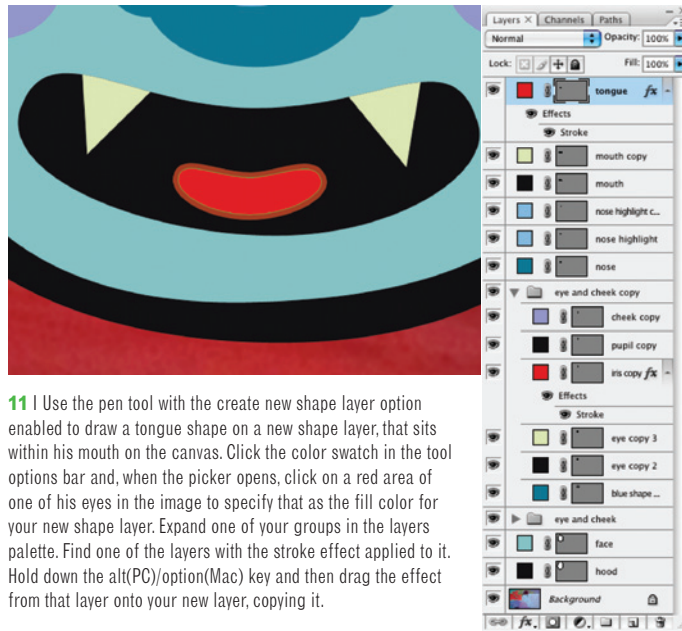 Layers × Channels Paths
Normal Opacity: 100%
Lock: Fill: 100%
tongue fx
Effects
Stroke
mouth copy
mouth
nose highlight c...
nose highlight
nose
eye and cheek copy
cheek copy
pupil copy
iris copy fx
Effects
Stroke
eye copy 3
eye copy 2
blue shape ...
eye and cheek
face
hood
Background
fx.
11 | Use the pen tool with the create new shape layer option
enabled to draw a tongue shape on a new shape layer, that sits
within his mouth on the canvas. Click the color swatch in the tool
options bar and, when the picker opens, click on a red area of
one of his eyes in the image to specify that as the fill color for
your new shape layer. Expand one of your groups in the layers
palette. Find one of the layers with the stroke effect applied to it.
Hold down the alt(PC)/option(Mac) key and then drag the effect
from that layer onto your new layer, copying it.